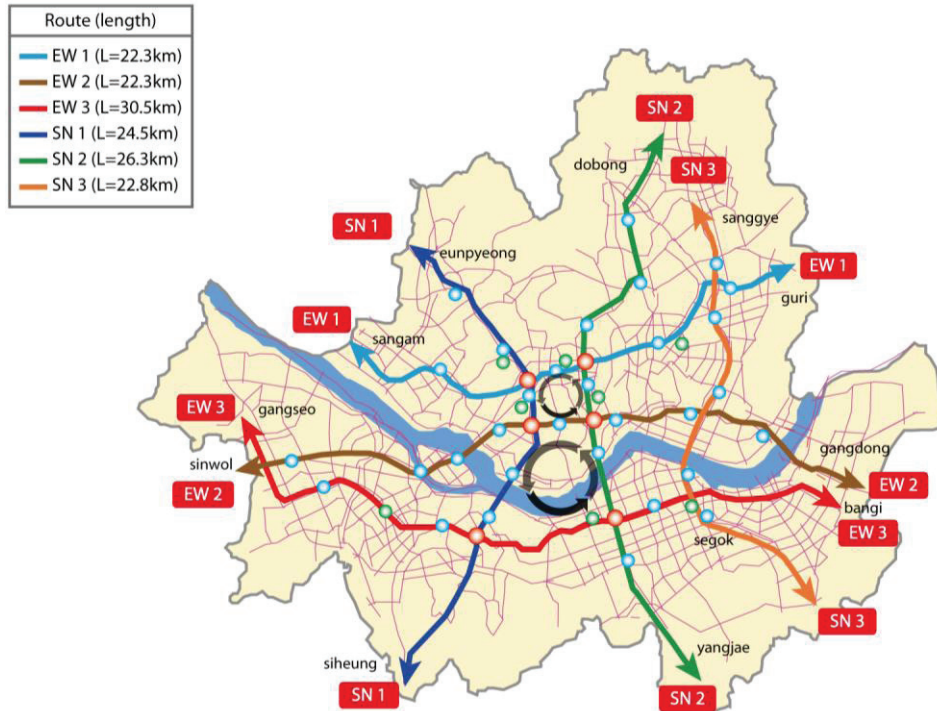 Route (length)
EW 1 (L=22.3km)
EW 2 (L=22.3km)
EW 3 (L=30.5km)
SN 1 (L=24.5km)
SN 2 (L=26.3km)
SN 3 (L=22.8km)
SN 2
dobong
SN 3
SN 1
sanggye
eunpyeong
EW 1
guri
EW 1
sangam
EW 3
gangseo
gangdong
sinwol
EW 2
EW 2
bangi
EW 3
segok
SN 3
yangjae
siheung
SN 1
SN 2